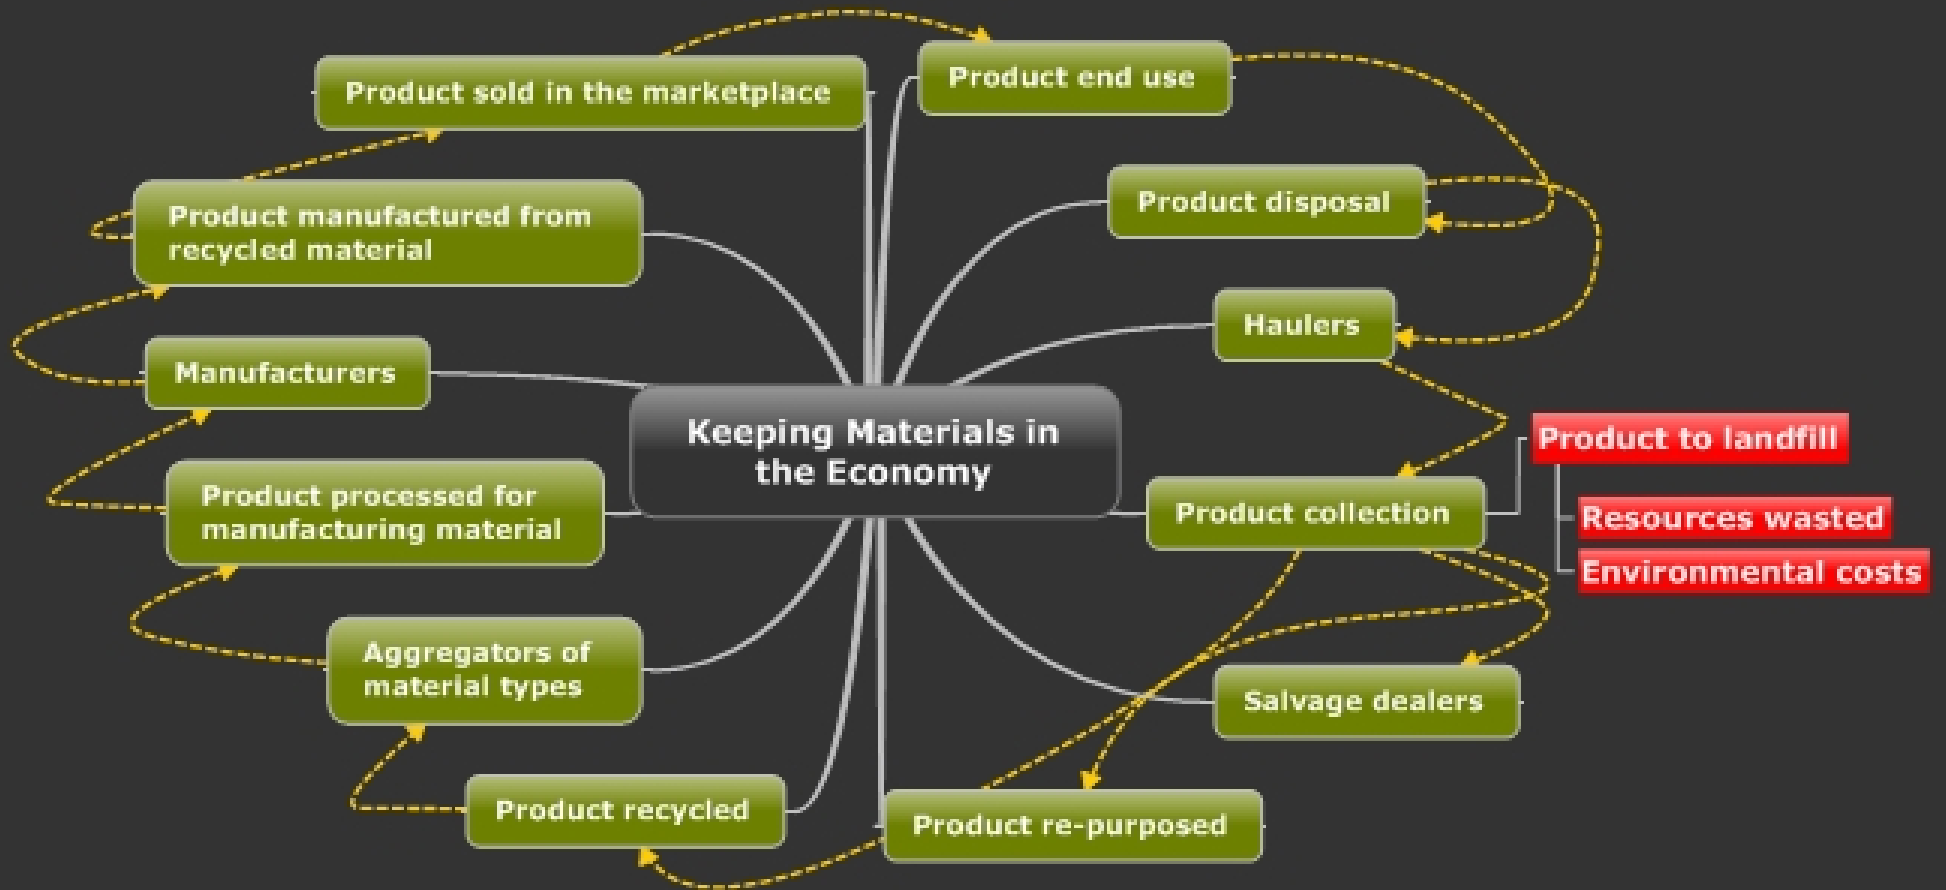 Product sold in the marketplace
Product end use
Product disposal
Product manufactured from
recycled material
Haulers
Manufacturers
Keeping Materials in
the Economy
Product to landfill
Product processed for
manufacturing material
Product collection
Resources wasted
Environmental costs
Aggregators of
material types
Salvage dealers
Product recycled
Product re-purposed